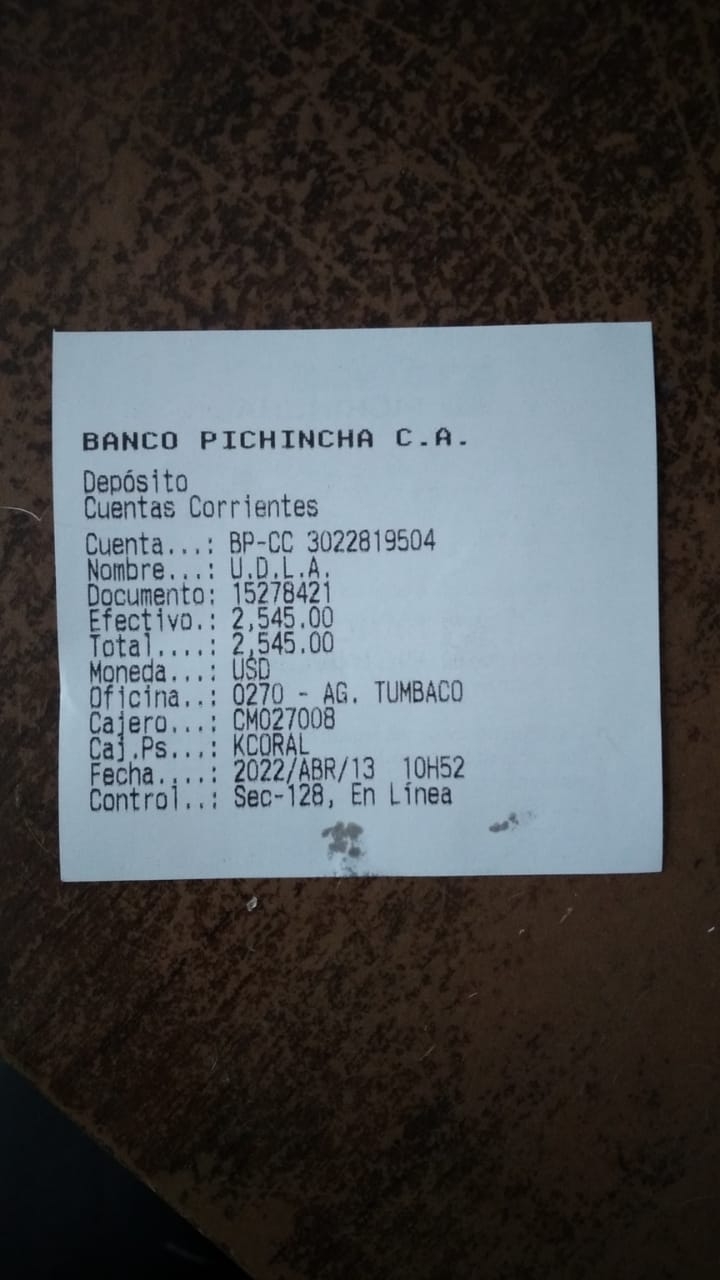 BANCO PICHINCHA C.A.
Depósito
Cuentas Corrientes
Cuenta...: BP-CC 3022819504
Nombre...: U.D.L.A.
Documento: 15278421
Efectivo.: 2,545.00
Total....: 2,545.00
Moneda...: USD
Oficina..: 0270 - AG. TUMBACO
Cajero...: CM027008
Caj.Ps...: KCORAL
Fecha....: 2022/ABR/13 10H52
Control..: Sec-128, En Línea